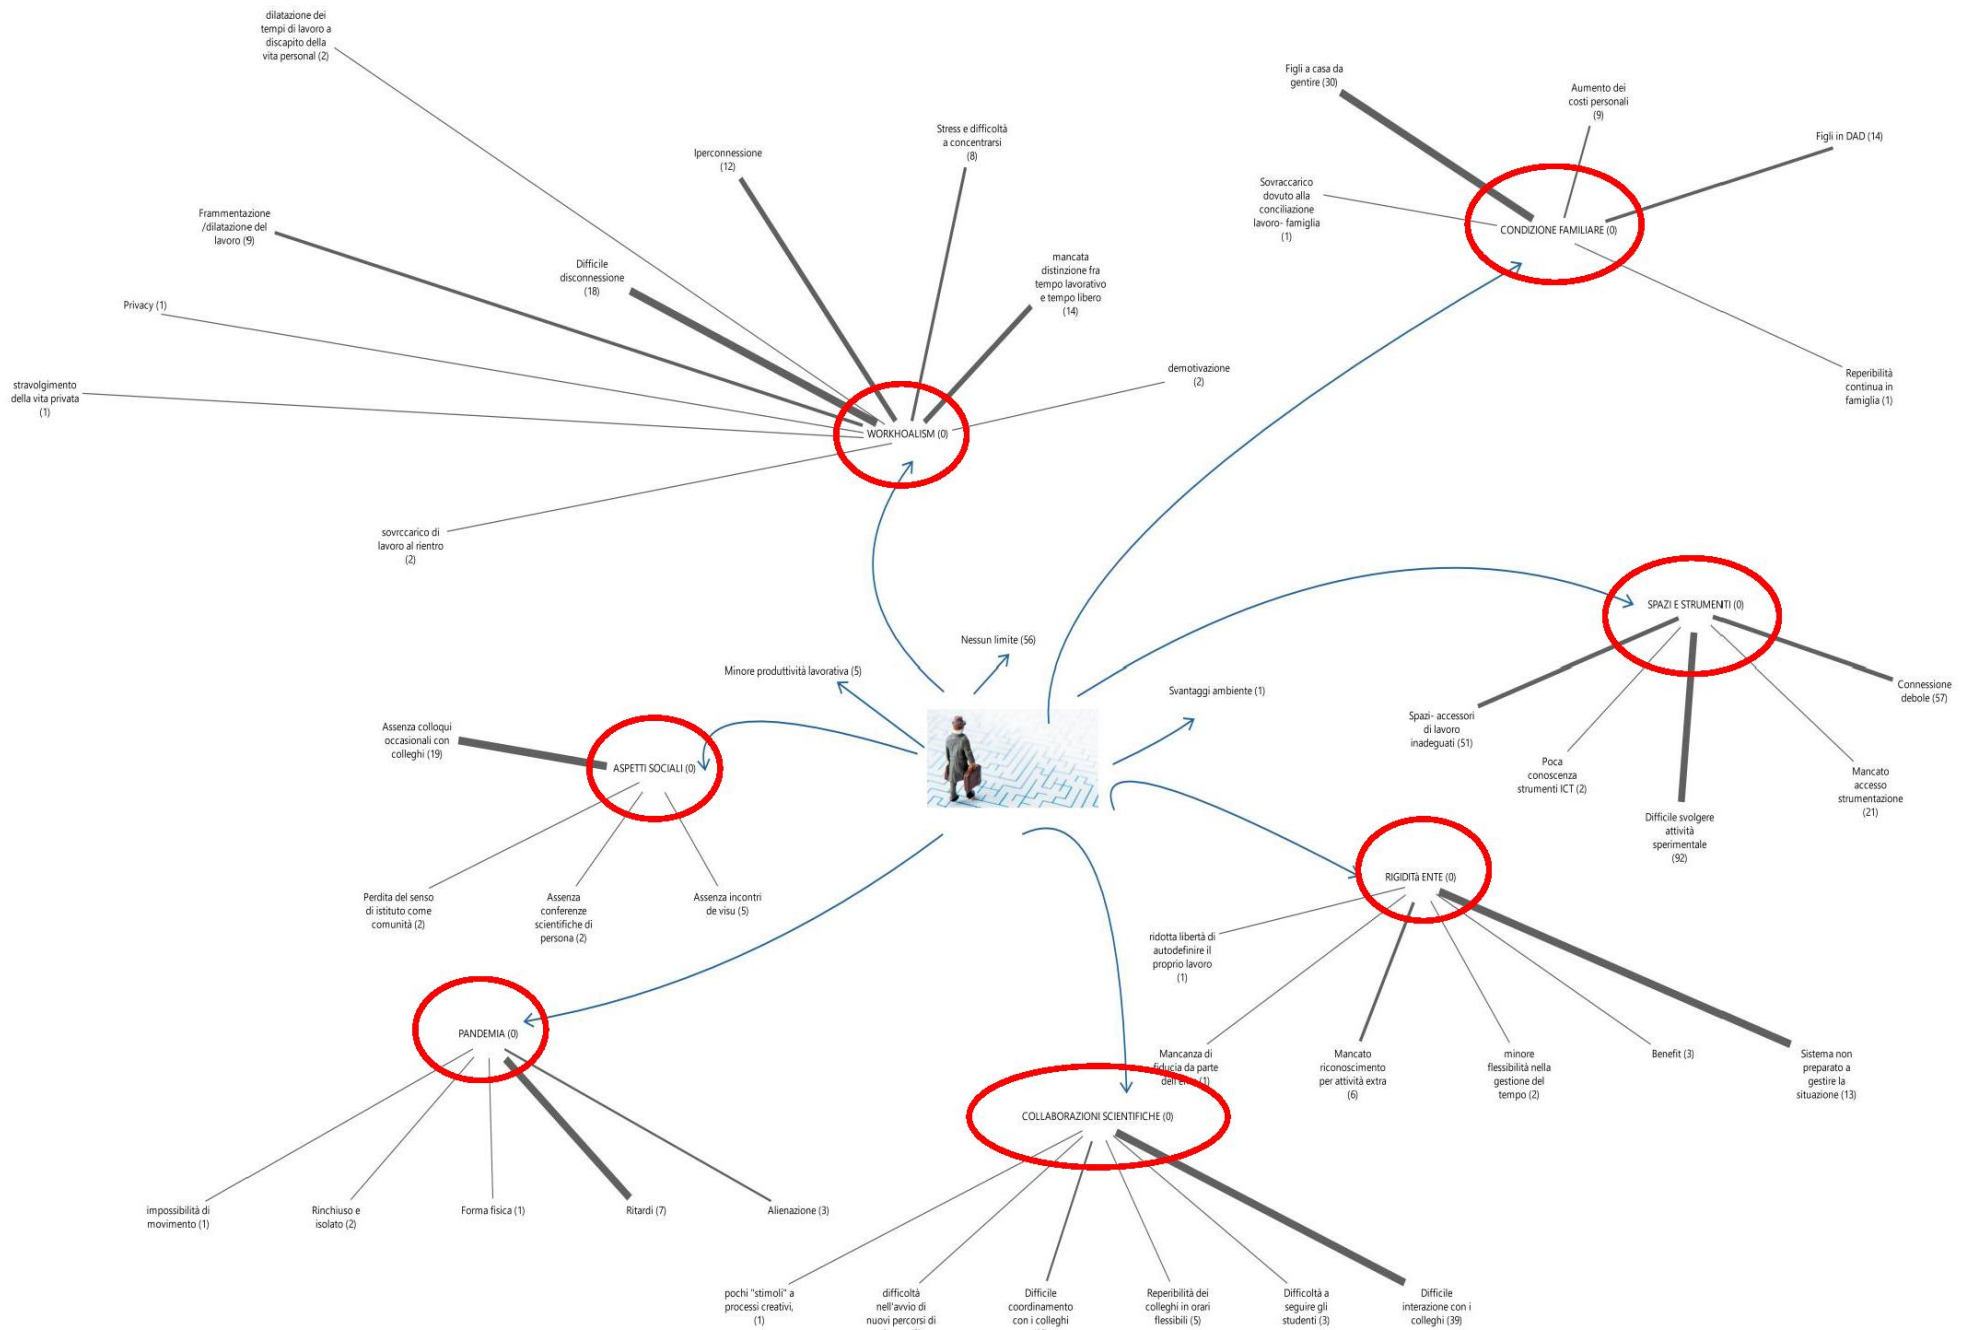 dilatazione dei
tempi di lavoro a
discapito della
vita personal (2)
Iperconnessione
(12)
Stress e difficoltà
a concentrarsi
(8)
Frammentazione
/dilatazione del
lavoro (9)
Difficile
disconnessione
(18)
mancata
distinzione fra
tempo lavorativo
e tempo libero
(14)
Privacy (1)
stravolgimento
della vita privata
(1)
demotivazione
(2)
WORKHOALISM (0)
sovrccarico di
lavoro al rientro
(2)
Figli a casa da
gentire (30)
Aumento dei
costi personali
(9)
Figli in DAD (14)
Sovraccarico
dovuto alla
conciliazione
lavoro- famiglia
(1)
CONDIZIONE FAMILIARE (0)
Reperibilità
continua in
famiglia (1)
SPAZI E STRUMENTI (0)
Connessione
debole (57)
Spazi- accessori
di lavoro
inadeguati (51)
Poca
conoscenza
strumenti ICT (2)
Difficile svolgere
attività
sperimentale
(92)
Mancato
accesso
strumentazione
(21)
Nessun limite (56)
Minore produttività lavorativa (5)
Svantaggi ambiente (1)
Assenza colloqui
occasionali con
colleghi (19)
ASPETTI SOCIALI (0)
Perdita del senso
di istituto come
comunità (2)
Assenza
conferenze
scientifiche di
persona (2)
Assenza incontri
de visu (5)
RIGIDITà ENTE (0)
ridotta libertà di
autodefinire il
proprio lavoro
(1)
Mancanza di
fiducia da parte
(1)
Mancato
riconoscimento
per attività extra
(6)
minore
flessibilità nella
gestione del
tempo (2)
Benefit (3)
Sistema non
preparato a
gestire la
situazione (13)
PANDEMIA (0)
impossibilità di
movimento (1)
Rinchiuso e
isolato (2)
Forma fisica (1)
Ritardi (7)
Alienazione (3)
COLLABORAZIONI SCIENTIFICHE (0)
pochi "stimoli" a
processi creativi,
(1)
difficoltà
nell'avvio di
nuovi percorsi di
Difficile
coordinamento
con i colleghi
Reperibilità dei
colleghi in orari
flessibili (5)
Difficoltà a
seguire gli
studenti (3)
Difficile
interazione con i
colleghi (39)